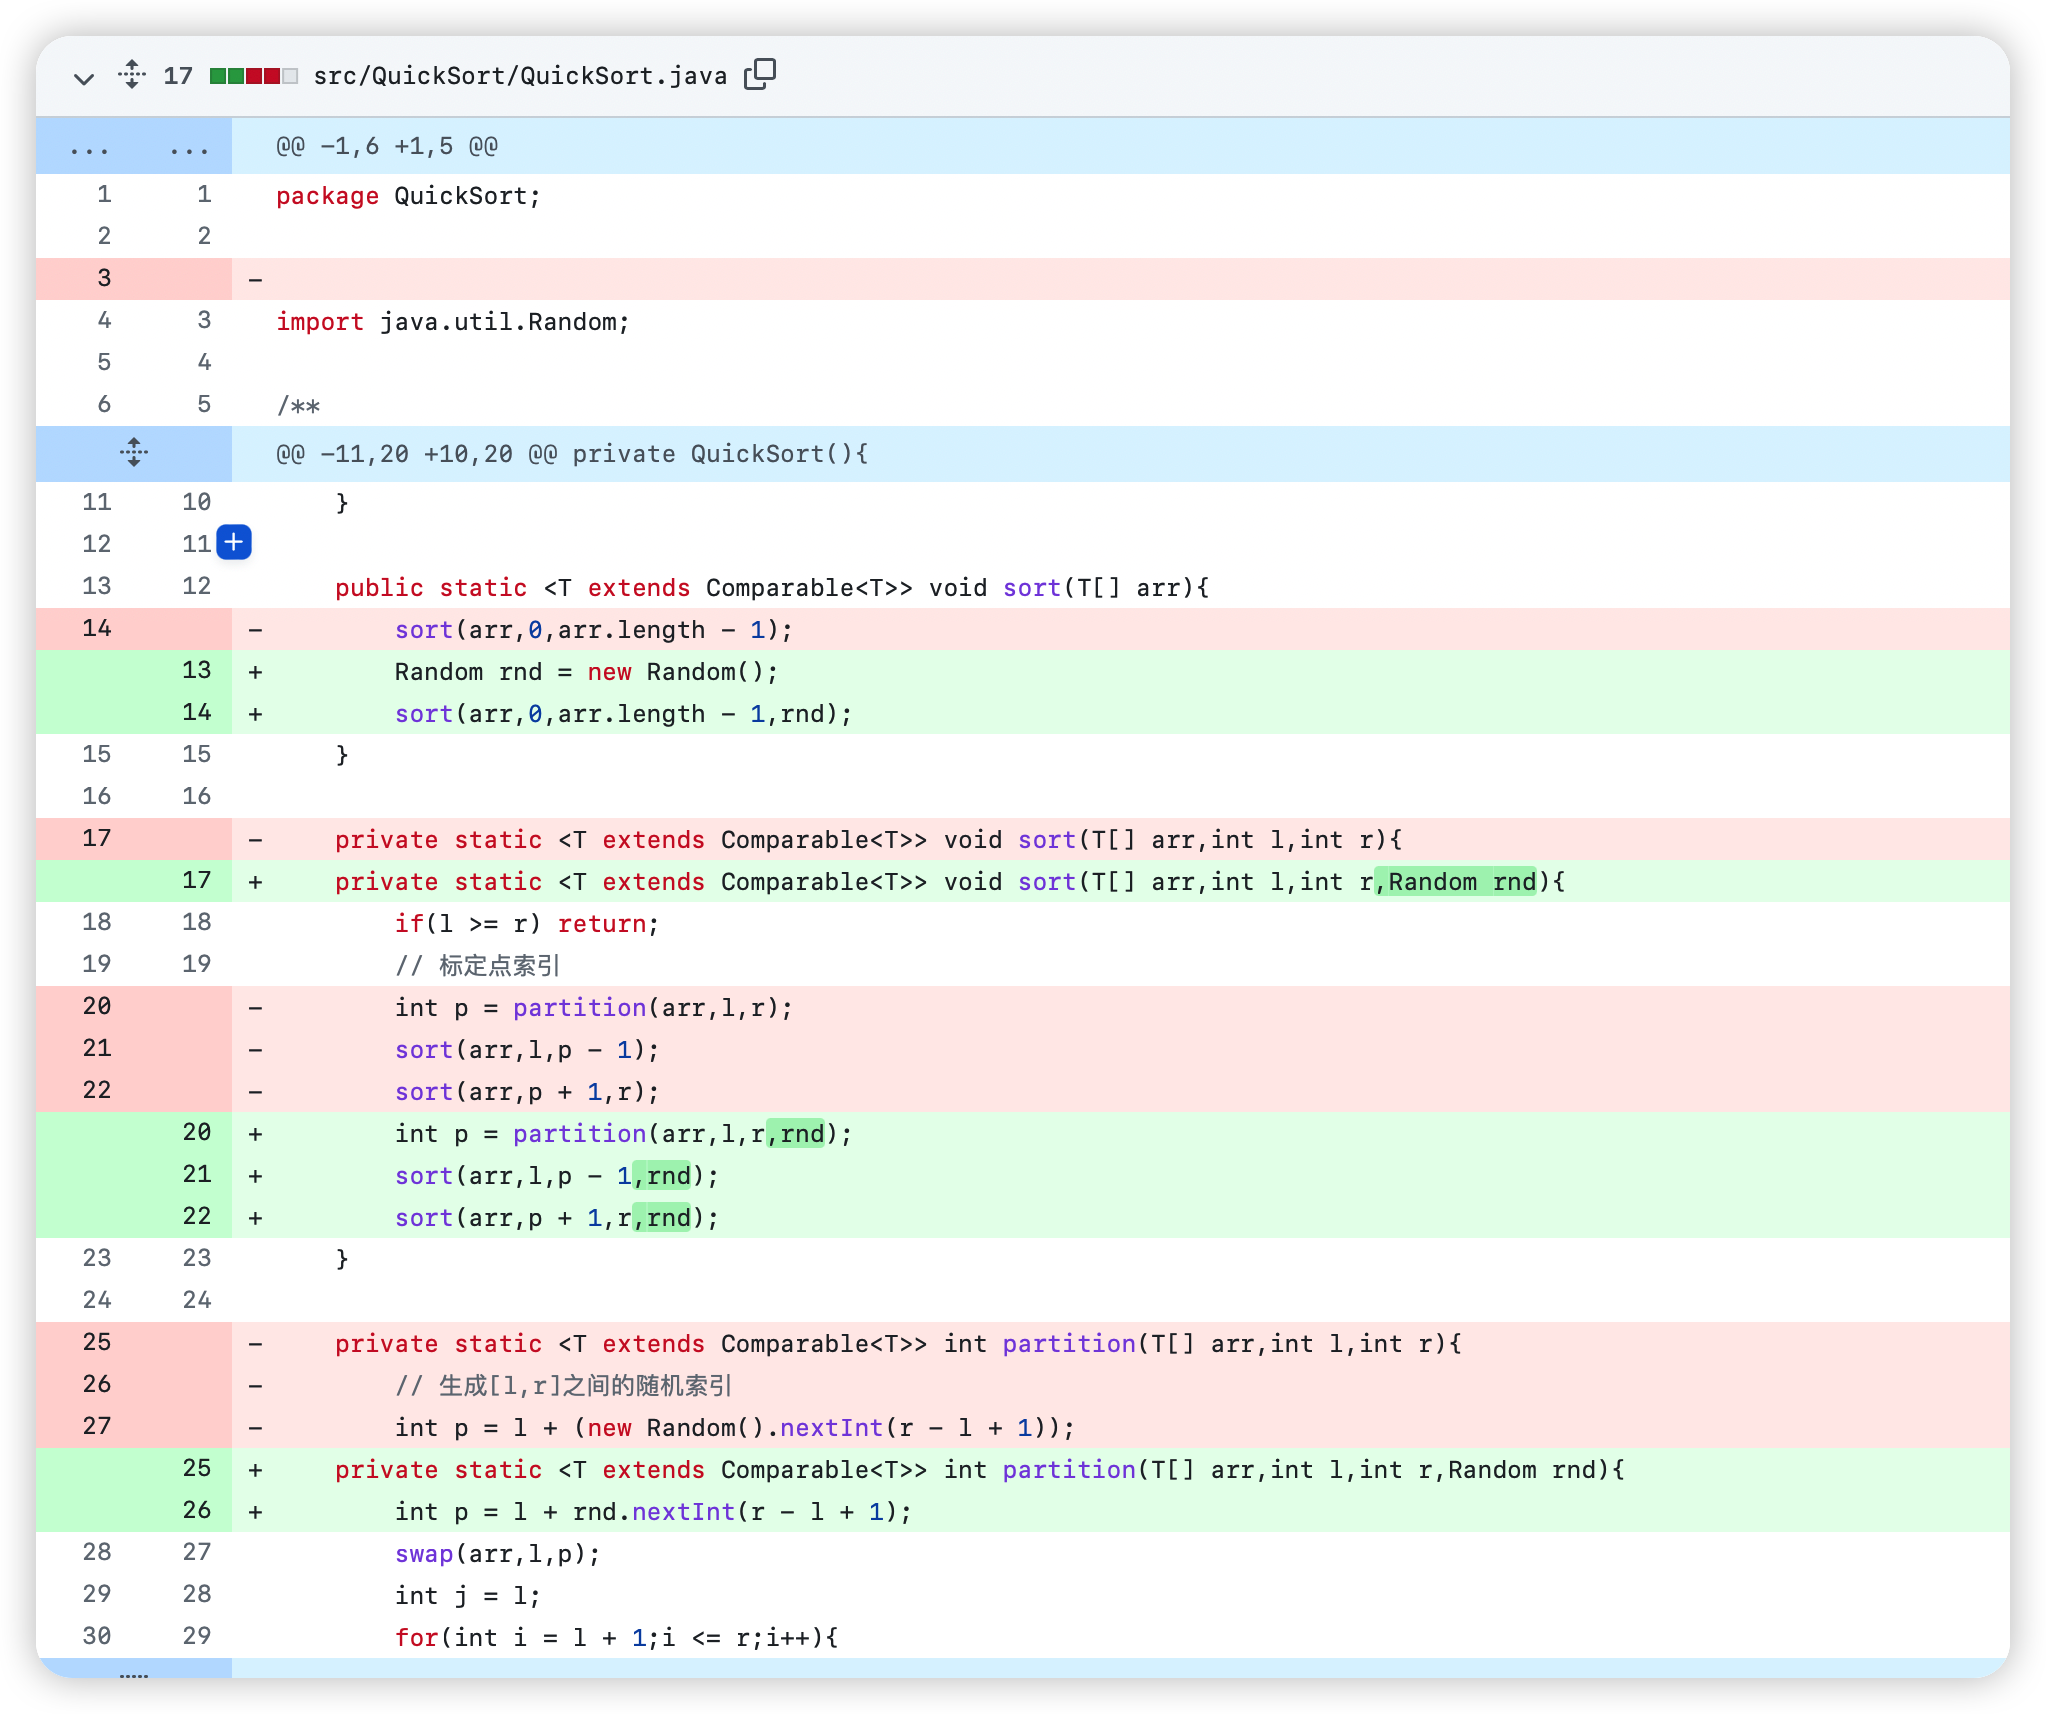 17 src/QuickSort/QuickSort.java
... ... @@ -1,6 +1,5 @@
1 1 package QuickSort;
2 2
3 -
4 3 import java.util.Random;
5 4
6 5 /**
@@ -11,20 +10,20 @@ private QuickSort(){
11 10 }
12 11 +
13 12 public static <T extends Comparable<T>> void sort(T[] arr){
14 - sort(arr,0,arr.length - 1);
13 + Random rnd = new Random();
14 + sort(arr,0,arr.length - 1,rnd);
15 15 }
16 16
17 - private static <T extends Comparable<T>> void sort(T[] arr,int l,int r){
17 + private static <T extends Comparable<T>> void sort(T[] arr,int l,int r,Random rnd){
18 18 if(l >= r) return;
19 19 // 标定点索引
20 - int p = partition(arr,l,r);
21 - sort(arr,l,p - 1);
22 - sort(arr,p + 1,r);
20 + int p = partition(arr,l,r,rnd);
21 + sort(arr,l,p - 1,rnd);
22 + sort(arr,p + 1,r,rnd);
23 23 }
24 24
25 - private static <T extends Comparable<T>> int partition(T[] arr,int l,int r){
26 - // 生成[l,r]之间的随机索引
27 - int p = l + (new Random().nextInt(r - l + 1));
25 + private static <T extends Comparable<T>> int partition(T[] arr,int l,int r,Random rnd){
26 + int p = l + rnd.nextInt(r - l + 1);
28 27 swap(arr,l,p);
29 28 int j = l;
30 29 for(int i = l + 1;i <= r;i++){